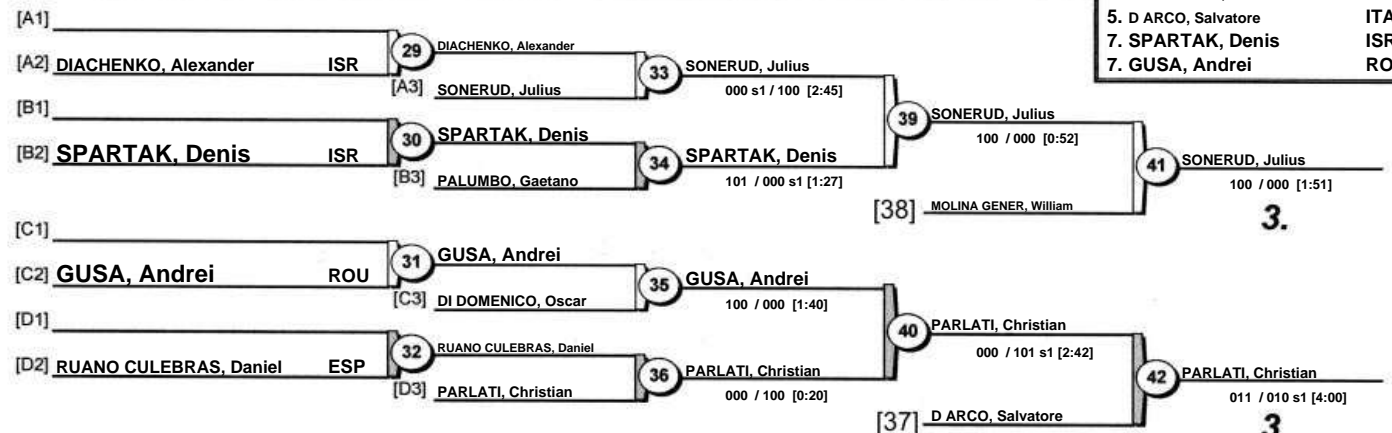 5. D ARCO, Salvatore ITA
7. SPARTAK, Denis ISR
7. GUSA, Andrei RO
[A1]
[A2] DIACHENKO, Alexander ISR
29
DIACHENKO, Alexander
[A3] SONERUD, Julius
33
SONERUD, Julius
000 s1 / 100 [2:45]
[B1]
[B2] SPARTAK, Denis ISR
30
SPARTAK, Denis
[B3] PALUMBO, Gaetano
34
SPARTAK, Denis
101 / 000 s1 [1:27]
39
SONERUD, Julius
100 / 000 [0:52]
[38] MOLINA GENER, William
41
SONERUD, Julius
100 / 000 [1:51]
3.
[C1]
[C2] GUSA, Andrei ROU
31
GUSA, Andrei
[C3] DI DOMENICO, Oscar
35
GUSA, Andrei
100 / 000 [1:40]
[D1]
[D2] RUANO CULEBRAS, Daniel ESP
32
RUANO CULEBRAS, Daniel
[D3] PARLATI, Christian
36
PARLATI, Christian
000 / 100 [0:20]
40
PARLATI, Christian
000 / 101 s1 [2:42]
[37] D ARCO, Salvatore
42
PARLATI, Christian
011 / 010 s1 [4:00]
3